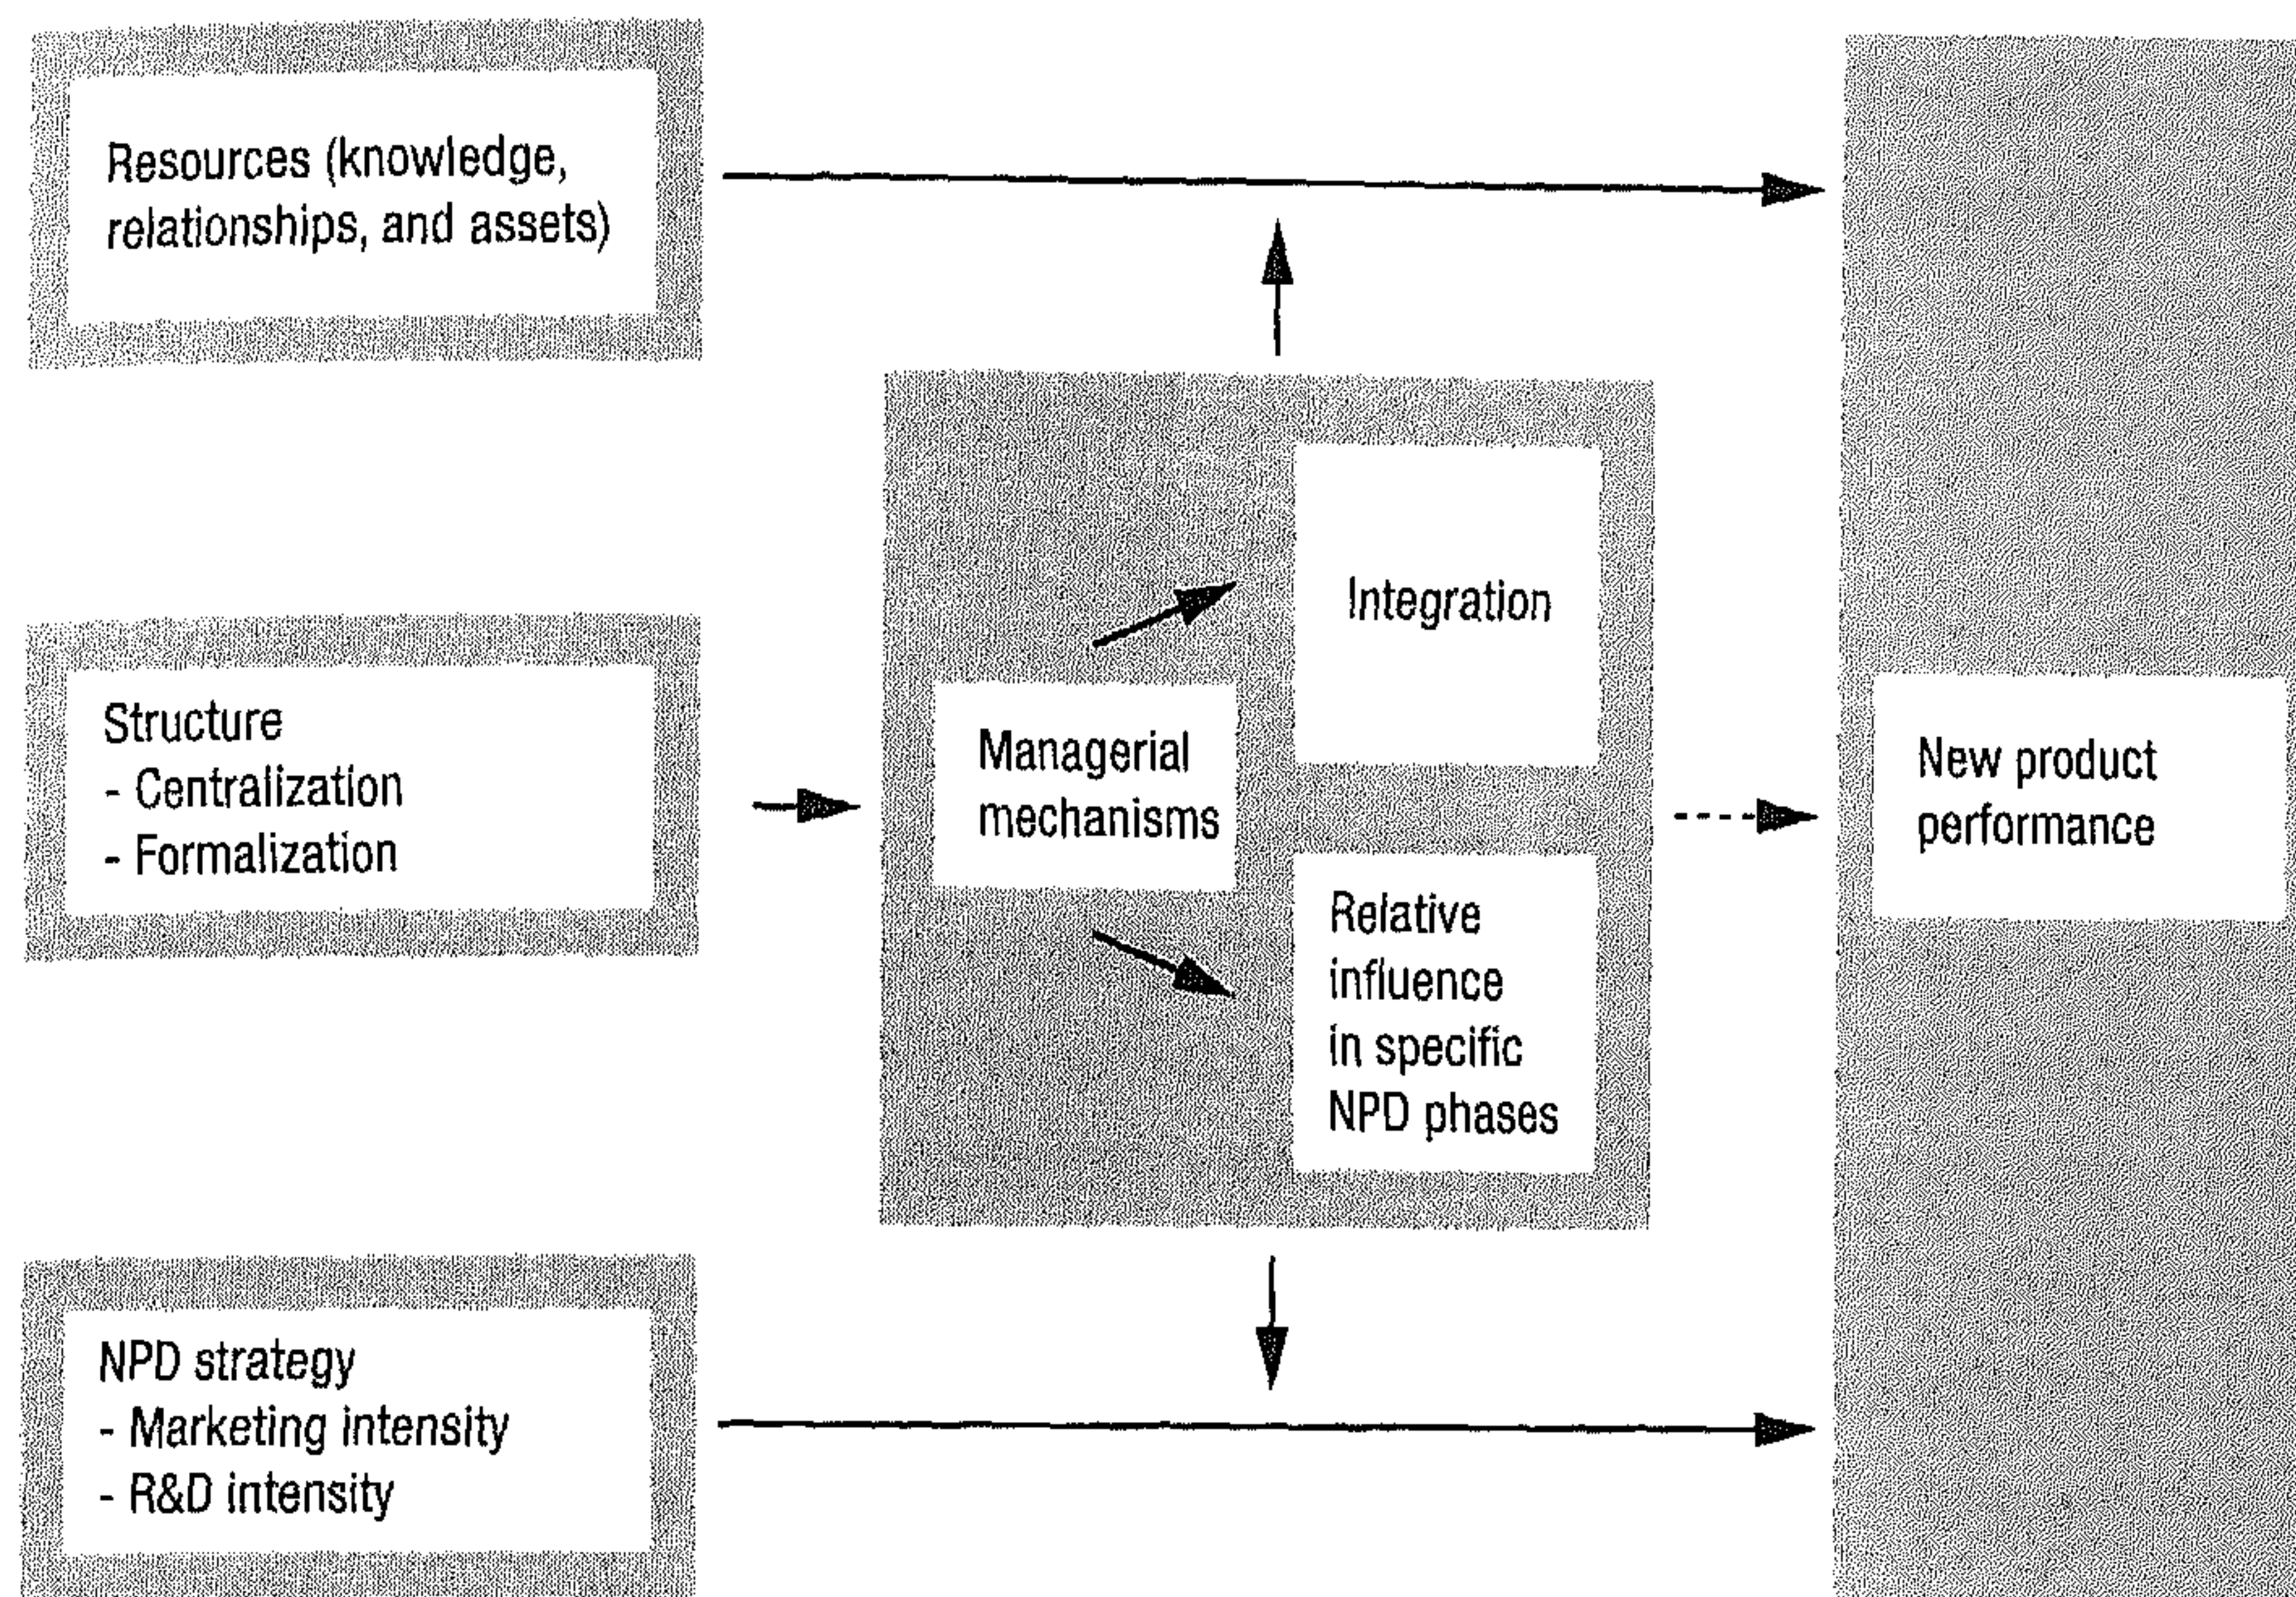 Resources (knowledge,
relationships, and assets)
Structure
- Centralization
- Formalization
NPD strategy
- Marketing intensity
- R&D intensity
Managerial
mechanisms
Integration
Relative
influence
in specific
NPD phases
New product
performance